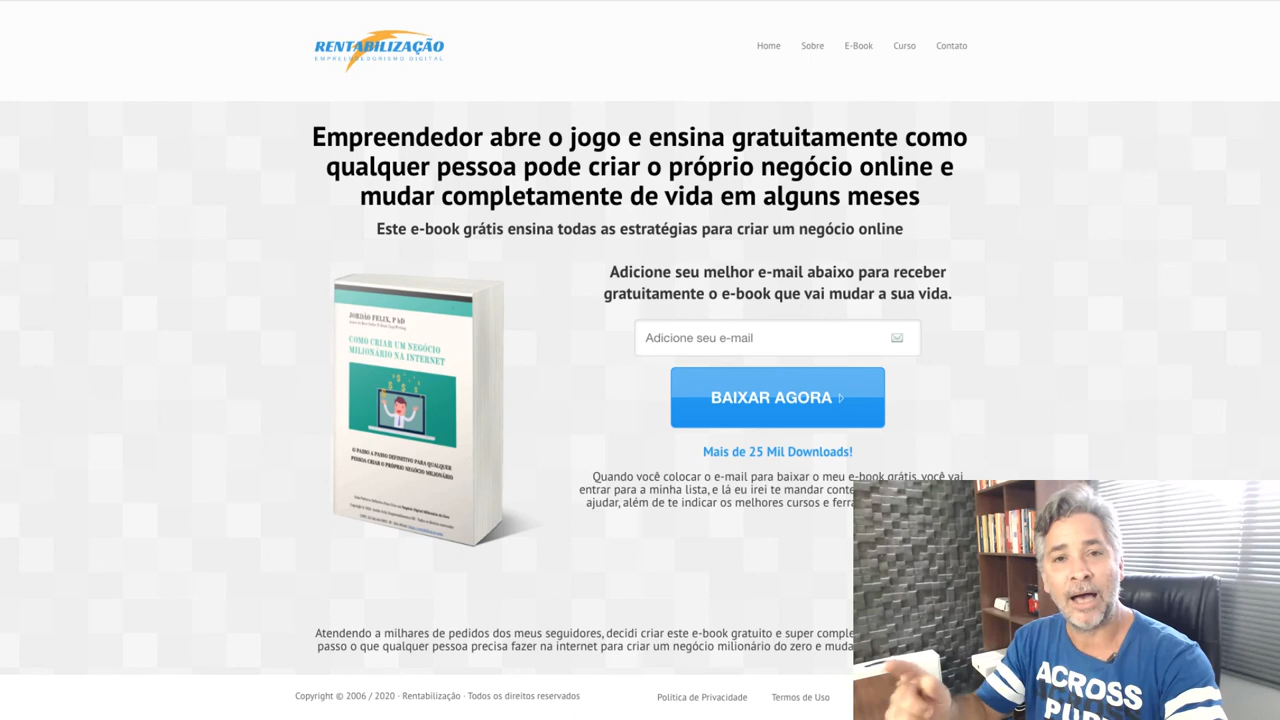 RENTABILIZAÇÃO
EMPREENDEDORISMO DIGITAL
Home Sobre E-Book Curso Contato
Empreendedor abre o jogo e ensina gratuitamente como
qualquer pessoa pode criar o próprio negócio online e
mudar completamente de vida em alguns meses
Este e-book grátis ensina todas as estratégias para criar um negócio online
JORDÃO FELIX, PhD
COMO CRIAR UM NEGÓCIO
MILIONÁRIO NA INTERNET
O PASSO A PASSO DEFINITIVO PARA QUALQUER
PESSOA CRIAR O PRÓPRIO NEGÓCIO MILIONÁRIO
Adicione seu melhor e-mail abaixo para receber
gratuitamente o e-book que vai mudar a sua vida.
Adicione seu e-mail
BAIXAR AGORA
Mais de 25 Mil Downloads!
Quando você colocar o e-mail para baixar o meu e-book grátis, você vai
entrar para a minha lista, e lá eu irei te mandar
ajudar, além de te indicar os melhores cursos e
Atendendo a milhares de pedidos dos meus seguidores, decidi criar este e-book gratuito e super
passo o que qualquer pessoa precisa fazer na internet para criar um negócio milionário do zero e
Copyright © 2006 / 2020 · Rentabilização · Todos os direitos reservados
Política de Privacidade Termos de Uso
ACROSS